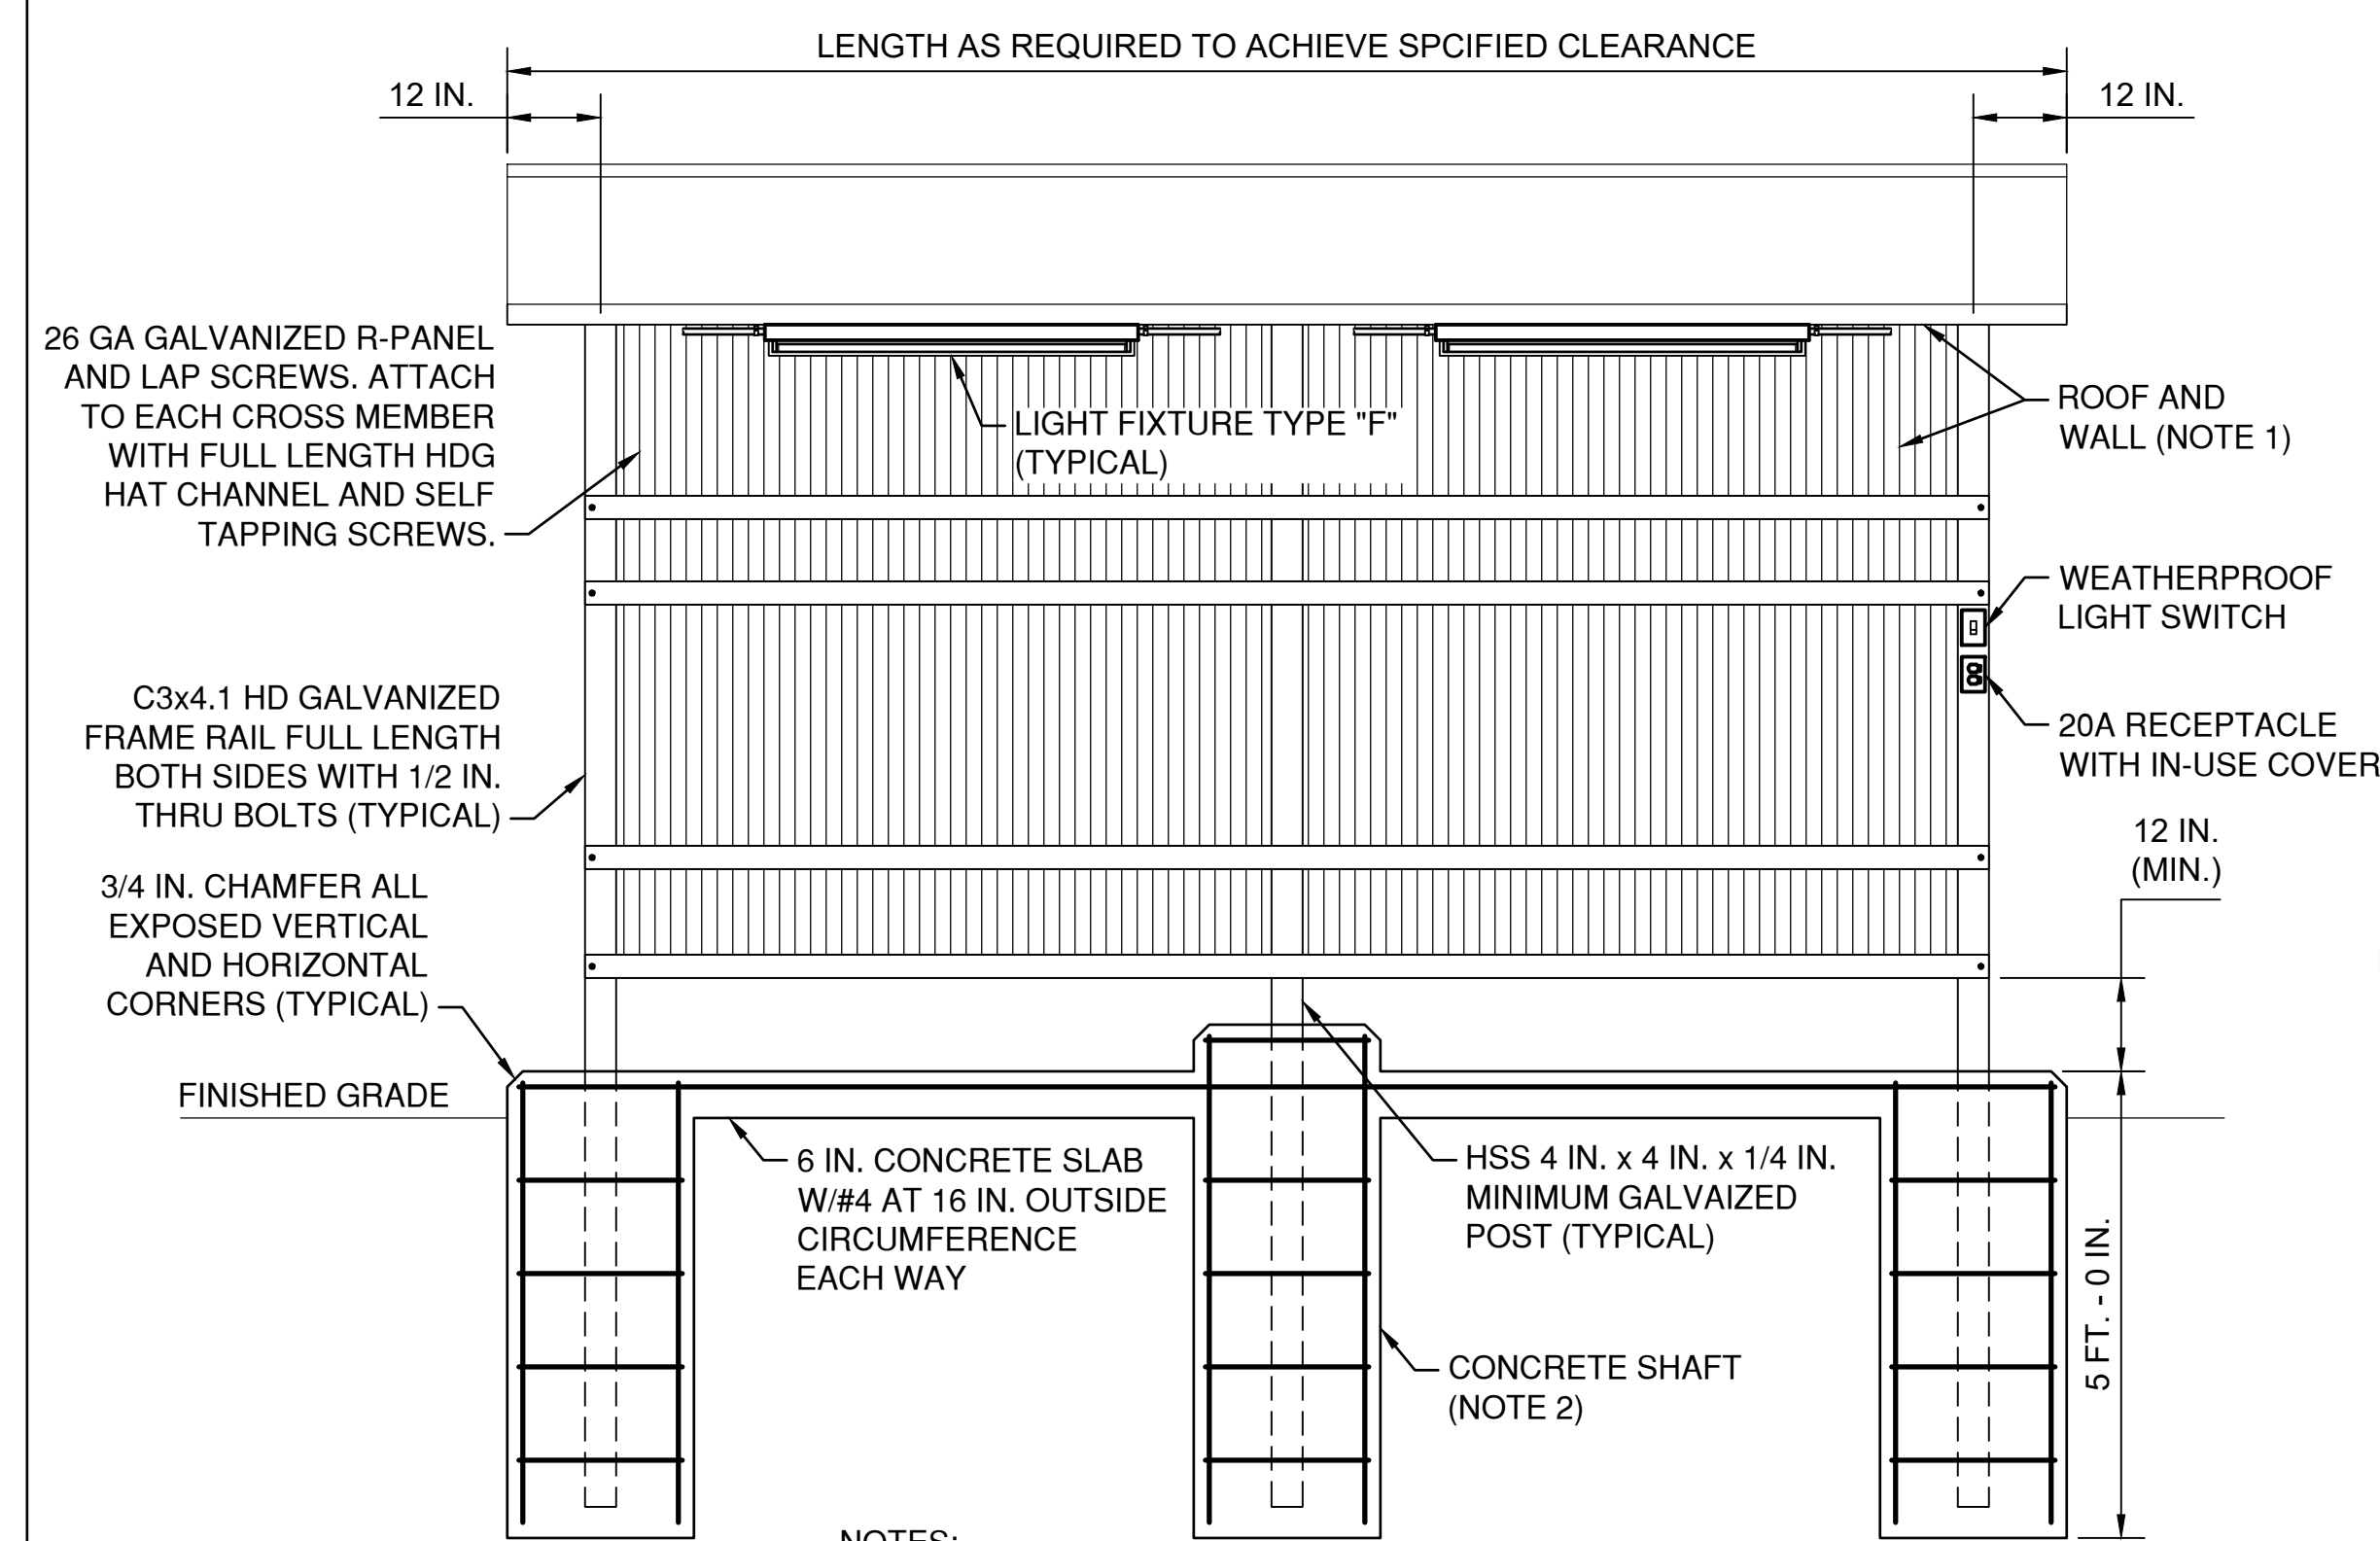 LENGTH AS REQUIRED TO ACHIEVE SPCIFIED CLEARANCE
12 IN.
12 IN.
26 GA GALVANIZED R-PANEL
AND LAP SCREWS. ATTACH
TO EACH CROSS MEMBER
WITH FULL LENGTH HDG
HAT CHANNEL AND SELF
TAPPING SCREWS.
LIGHT FIXTURE TYPE "F"
(TYPICAL)
ROOF AND
WALL (NOTE 1)
WEATHERPROOF
LIGHT SWITCH
C3x4.1 HD GALVANIZED
FRAME RAIL FULL LENGTH
BOTH SIDES WITH 1/2 IN.
THRU BOLTS (TYPICAL)
20A RECEPTACLE
WITH IN-USE COVER
12 IN.
(MIN.)
3/4 IN. CHAMFER ALL
EXPOSED VERTICAL
AND HORIZONTAL
CORNERS (TYPICAL)
FINISHED GRADE
6 IN. CONCRETE SLAB
W/#4 AT 16 IN. OUTSIDE
CIRCUMFERENCE
EACH WAY
HSS 4 IN. x 4 IN. x 1/4 IN.
MINIMUM GALVAIZED
POST (TYPICAL)
5 FT. - 0 IN.
CONCRETE SHAFT
(NOTE 2)
NOTES: